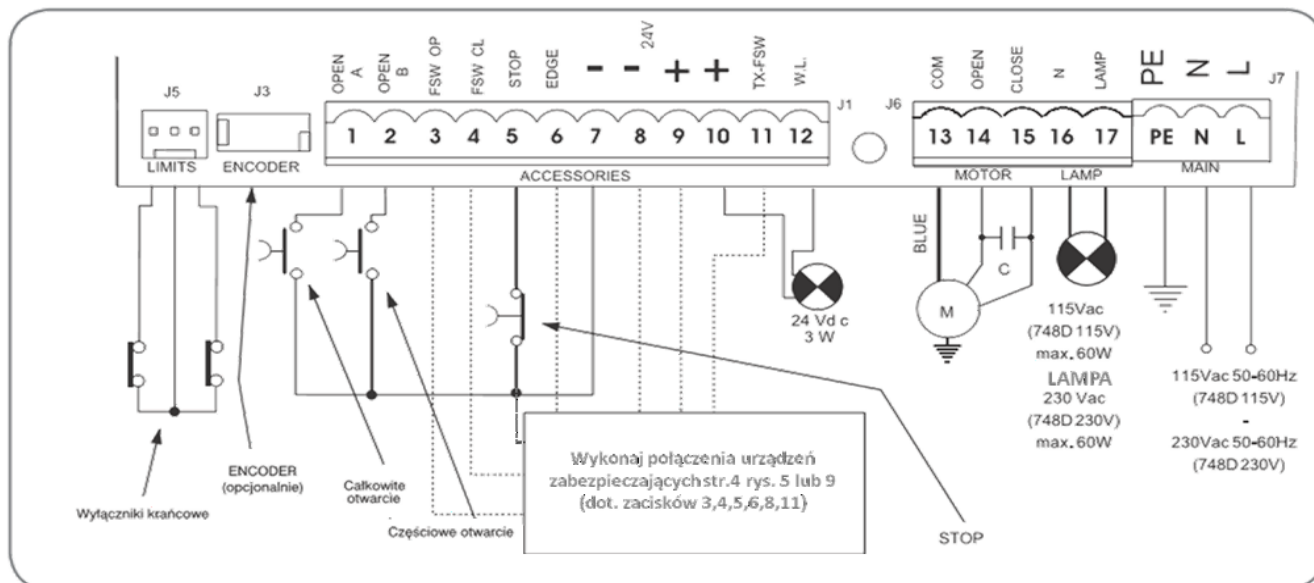 OPEN A
OPEN B
FSW OP
FSW CL
STOP
EDGE
-
-
24V
+
+
TX-FSW
W.L.
COM
OPEN
CLOSE
N
LAMP
PE
N
L
J5
J3
J1
J6
J7
1 2 3 4 5 6 7 8 9 10 11 12
13 14 15 16 17 PE N L
LIMITS
ENCODER
ACCESSORIES
MOTOR
LAMP
MAIN
BLUE
C
M
24 Vd c
3 W
115Vac
(748D 115V)
max. 60W
LAMPA
230 Vac
(748D 230V)
max. 60W
115Vac 50-60Hz
(748D 115V)
-
230Vac 50-60Hz
(748D 230V)
Wyłączniki krańcowe
ENCODER
(opcjonalnie)
Całkowite
otwarcie
Częściowe otwarcie
Wykonaj połączenia urządzeń
zabezpieczającychstr.4 rys. 5 lub 9
(dot. zacisków 3,4,5,6,8,11)
STOP